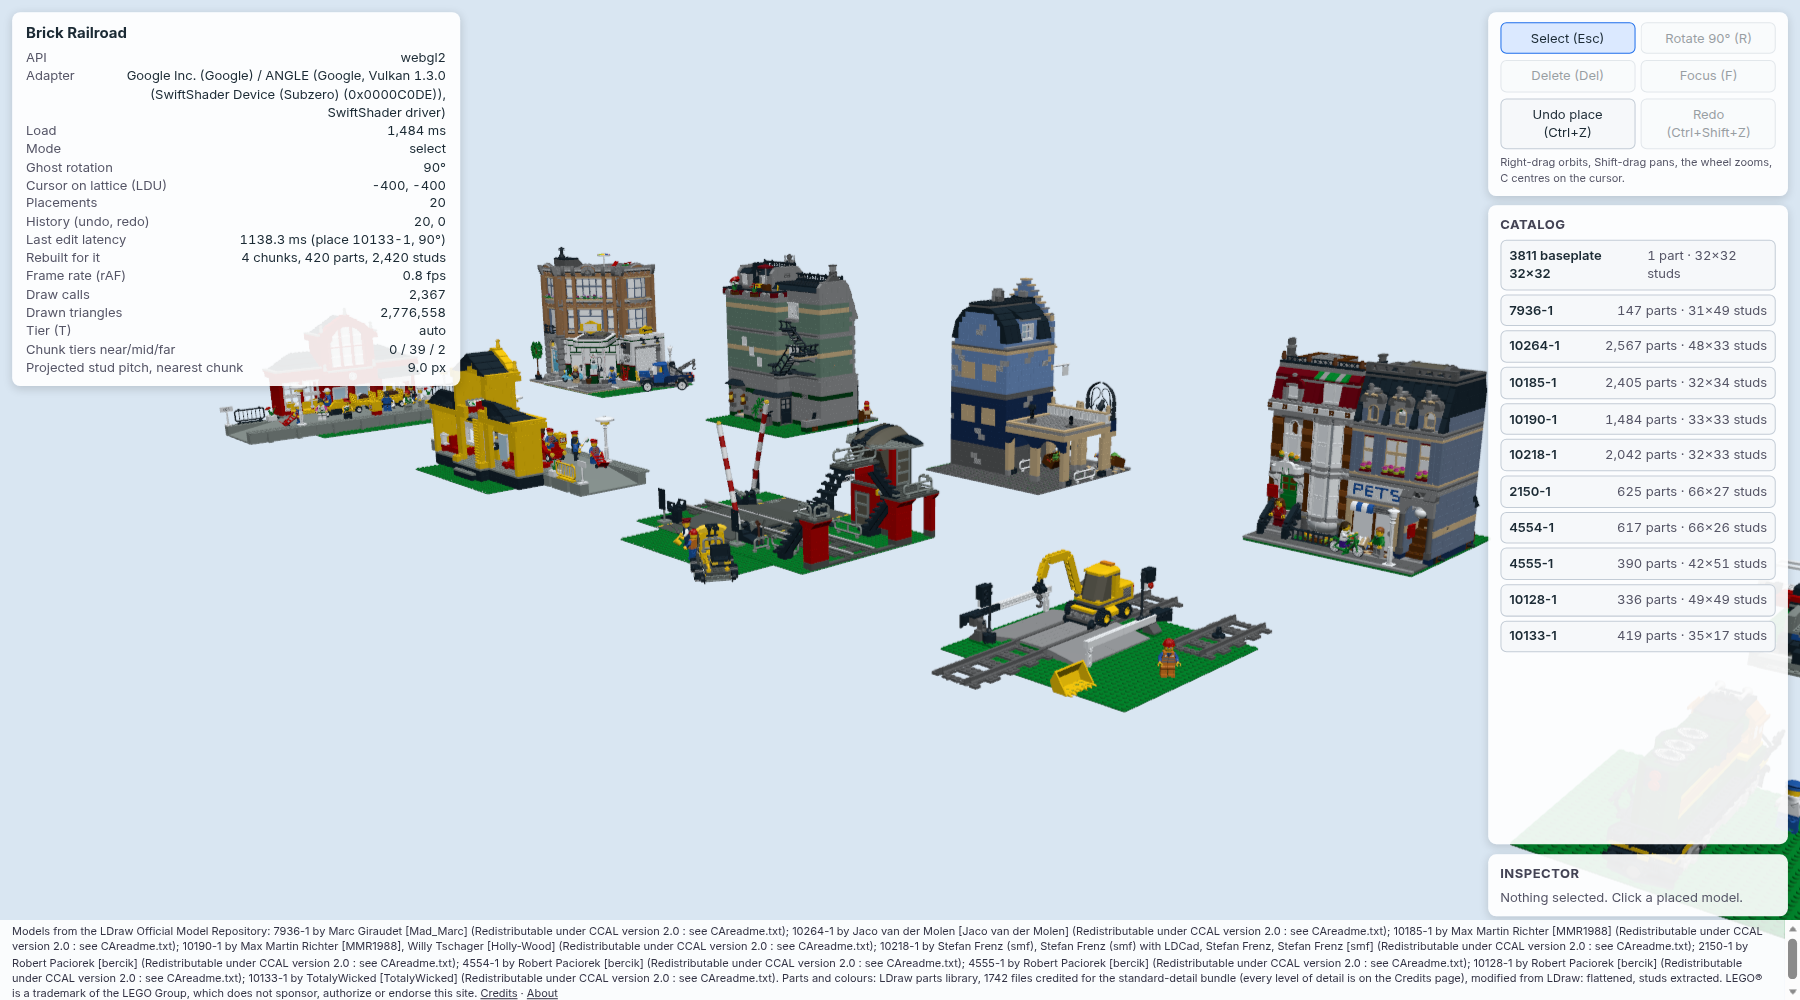 Brick Railroad
API webgl2
Adapter Google Inc. (Google) / ANGLE (Google, Vulkan 1.3.0
(SwiftShader Device (Subzero) (0x0000C0DE)),
SwiftShader driver)
Load 1,484 ms
Mode select
Ghost rotation 90°
Cursor on lattice (LDU) -400, -400
Placements 20
History (undo, redo) 20, 0
Last edit latency 1138.3 ms (place 10133-1, 90°)
Rebuilt for it 4 chunks, 420 parts, 2,420 studs
Frame rate (rAF) 0.8 fps
Draw calls 2,367
Drawn triangles 2,776,558
Tier (T) auto
Chunk tiers near/mid/far 0 / 39 / 2
Projected stud pitch, nearest chunk 9.0 px
PETS
Select (Esc) Rotate 90° (R)
Delete (Del) Focus (F)
Undo place Redo
(Ctrl+Z) (Ctrl+Shift+Z)
Right-drag orbits, Shift-drag pans, the wheel zooms,
C centres on the cursor.
CATALOG
3811 baseplate 1 part · 32×32
32×32 studs
7936-1 147 parts · 31×49 studs
10264-1 2,567 parts · 48×33 studs
10185-1 2,405 parts · 32×34 studs
10190-1 1,484 parts · 33×33 studs
10218-1 2,042 parts · 32×33 studs
2150-1 625 parts · 66×27 studs
4554-1 617 parts · 66×26 studs
4555-1 390 parts · 42×51 studs
10128-1 336 parts · 49×49 studs
10133-1 419 parts · 35×17 studs
INSPECTOR
Nothing selected. Click a placed model.
Models from the LDraw Official Model Repository: 7936-1 by Marc Giraudet [Mad_Marc] (Redistributable under CCAL version 2.0 : see CAreadme.txt); 10264-1 by Jaco van der Molen [Jaco van der Molen] (Redistributable under CCAL version 2.0 : see CAreadme.txt); 10185-1 by Max Martin Richter [MMR1988] (Redistributable under CCAL
version 2.0 : see CAreadme.txt); 10190-1 by Max Martin Richter [MMR1988], Willy Tschager [Holly-Wood] (Redistributable under CCAL version 2.0 : see CAreadme.txt); 10218-1 by Stefan Frenz (smf), Stefan Frenz (smf) with LDCad, Stefan Frenz, Stefan Frenz [smf] (Redistributable under CCAL version 2.0 : see CAreadme.txt); 2150-1 by
Robert Paciorek [bercik] (Redistributable under CCAL version 2.0 : see CAreadme.txt); 4554-1 by Robert Paciorek [bercik] (Redistributable under CCAL version 2.0 : see CAreadme.txt); 4555-1 by Robert Paciorek [bercik] (Redistributable under CCAL version 2.0 : see CAreadme.txt); 10128-1 by Robert Paciorek [bercik] (Redistributable
under CCAL version 2.0 : see CAreadme.txt); 10133-1 by TotalyWicked [TotalyWicked] (Redistributable under CCAL version 2.0 : see CAreadme.txt). Parts and colours: LDraw parts library, 1742 files credited for the standard-detail bundle (every level of detail is on the Credits page), modified from LDraw: flattened, studs extracted. LEGO®
is a trademark of the LEGO Group, which does not sponsor, authorize or endorse this site. Credits · About